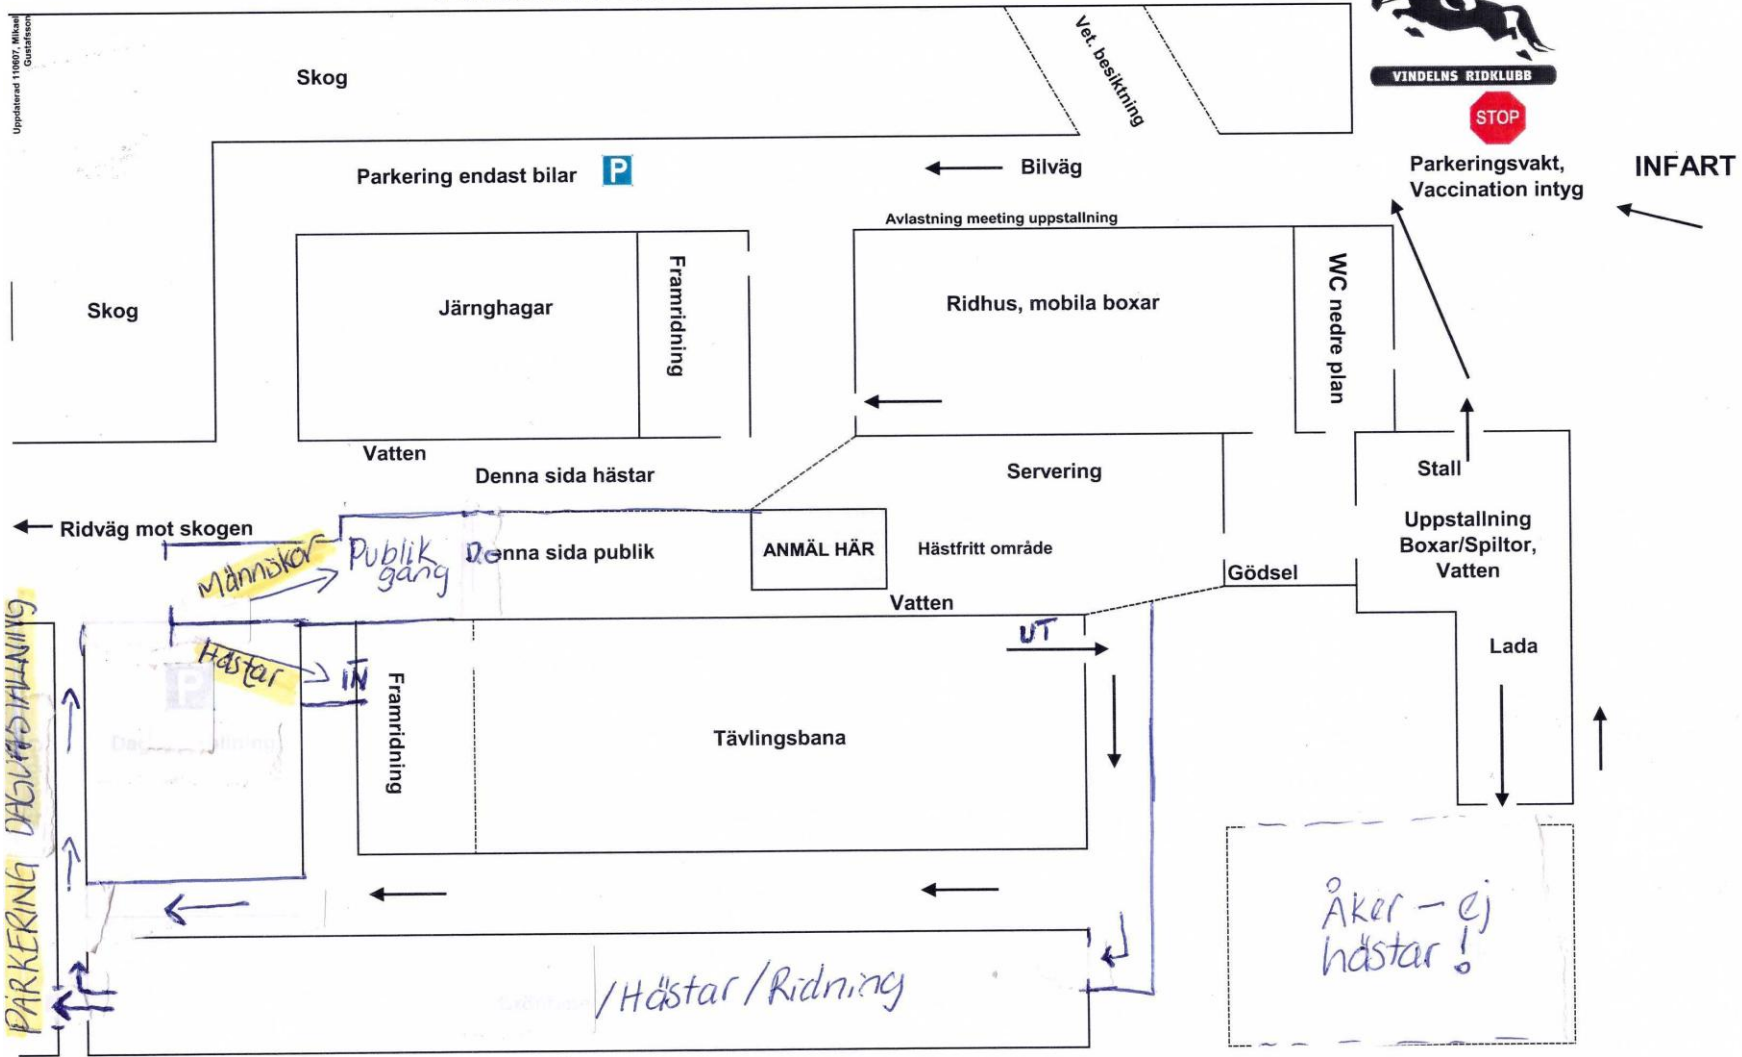 Uppdaterad 110607, Mikael
Gustafsson
Skog
Vet. besiktning
VINDELNS RIDKLUBB
STOP
Parkeringsvakt,
Vaccination intyg
INFART
Parkering endast bilar P
Bilväg
Avlastning meeting uppstallning
Skog
Järnghagar
Framridning
Ridhus, mobila boxar
WC nedre plan
Vatten
Denna sida hästar
Servering
Stall
Ridväg mot skogen
Uppstallning
Boxar/Spiltor,
Vatten
Männskor
Publik
gång
Denna sida publik
ANMÄL HÄR
Hästfritt område
Gödsel
Vatten
UT
Hästar
IN
P
Lada
Framridning
Tävlingsbana
PARKERING DAGUPPSTALLNING
Åker - ej
hästar!
/Hästar/Ridning